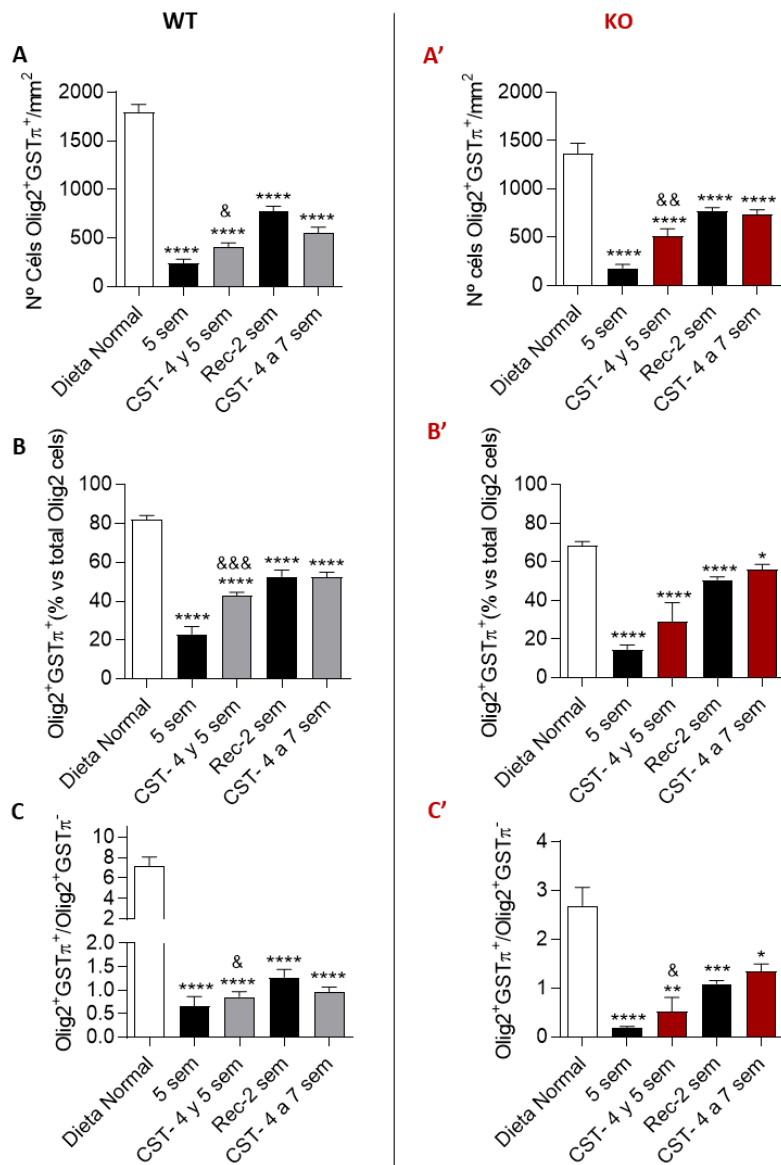 WT
KO
A
Nº Céls Olig2⁺GSTπ⁺/mm²
2000
1500
1000
500
0
****
&
****
****
****
Dieta Normal
5 sem
CST- 4 y 5 sem
Rec-2 sem
CST- 4 a 7 sem
A’
Nº céls Olig2⁺GSTπ⁺/mm²
2000
1500
1000
500
0
****
&&
****
****
****
Dieta Normal
5 sem
CST- 4 y 5 sem
Rec-2 sem
CST- 4 a 7 sem
B
Olig2⁺GSTπ⁺(% vs total Olig2 cels)
100
80
60
40
20
0
****
&&&
****
****
****
Dieta Normal
5 sem
CST- 4 y 5 sem
Rec-2 sem
CST- 4 a 7 sem
B’
Olig2⁺GSTπ⁺(% vs total Olig cels)
100
80
60
40
20
0
****
****
****
*
Dieta Normal
5 sem
CST- 4 y 5 sem
Rec-2 sem
CST- 4 a 7 sem
C
Olig2⁺GSTπ⁺/Olig2⁺GSTπ⁻
10
8
6
4
2
2.0
1.5
1.0
0.5
0.0
****
&
****
****
****
Dieta Normal
5 sem
CST- 4 y 5 sem
Rec-2 sem
CST- 4 a 7 sem
C’
Olig2⁺GSTπ⁺/Olig2⁺GSTπ⁻
4
3
2
1
0
****
&
**
***
*
Dieta Normal
5 sem
CST- 4 y 5 sem
Rec-2 sem
CST- 4 a 7 sem